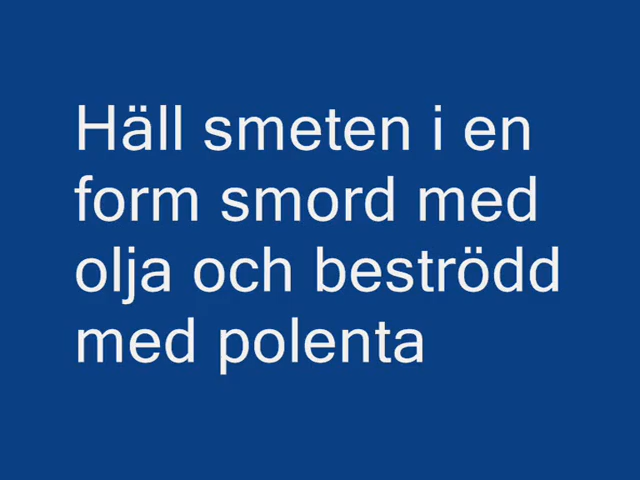 Häll smeten i en
form smord med
olja och beströdd
med polenta